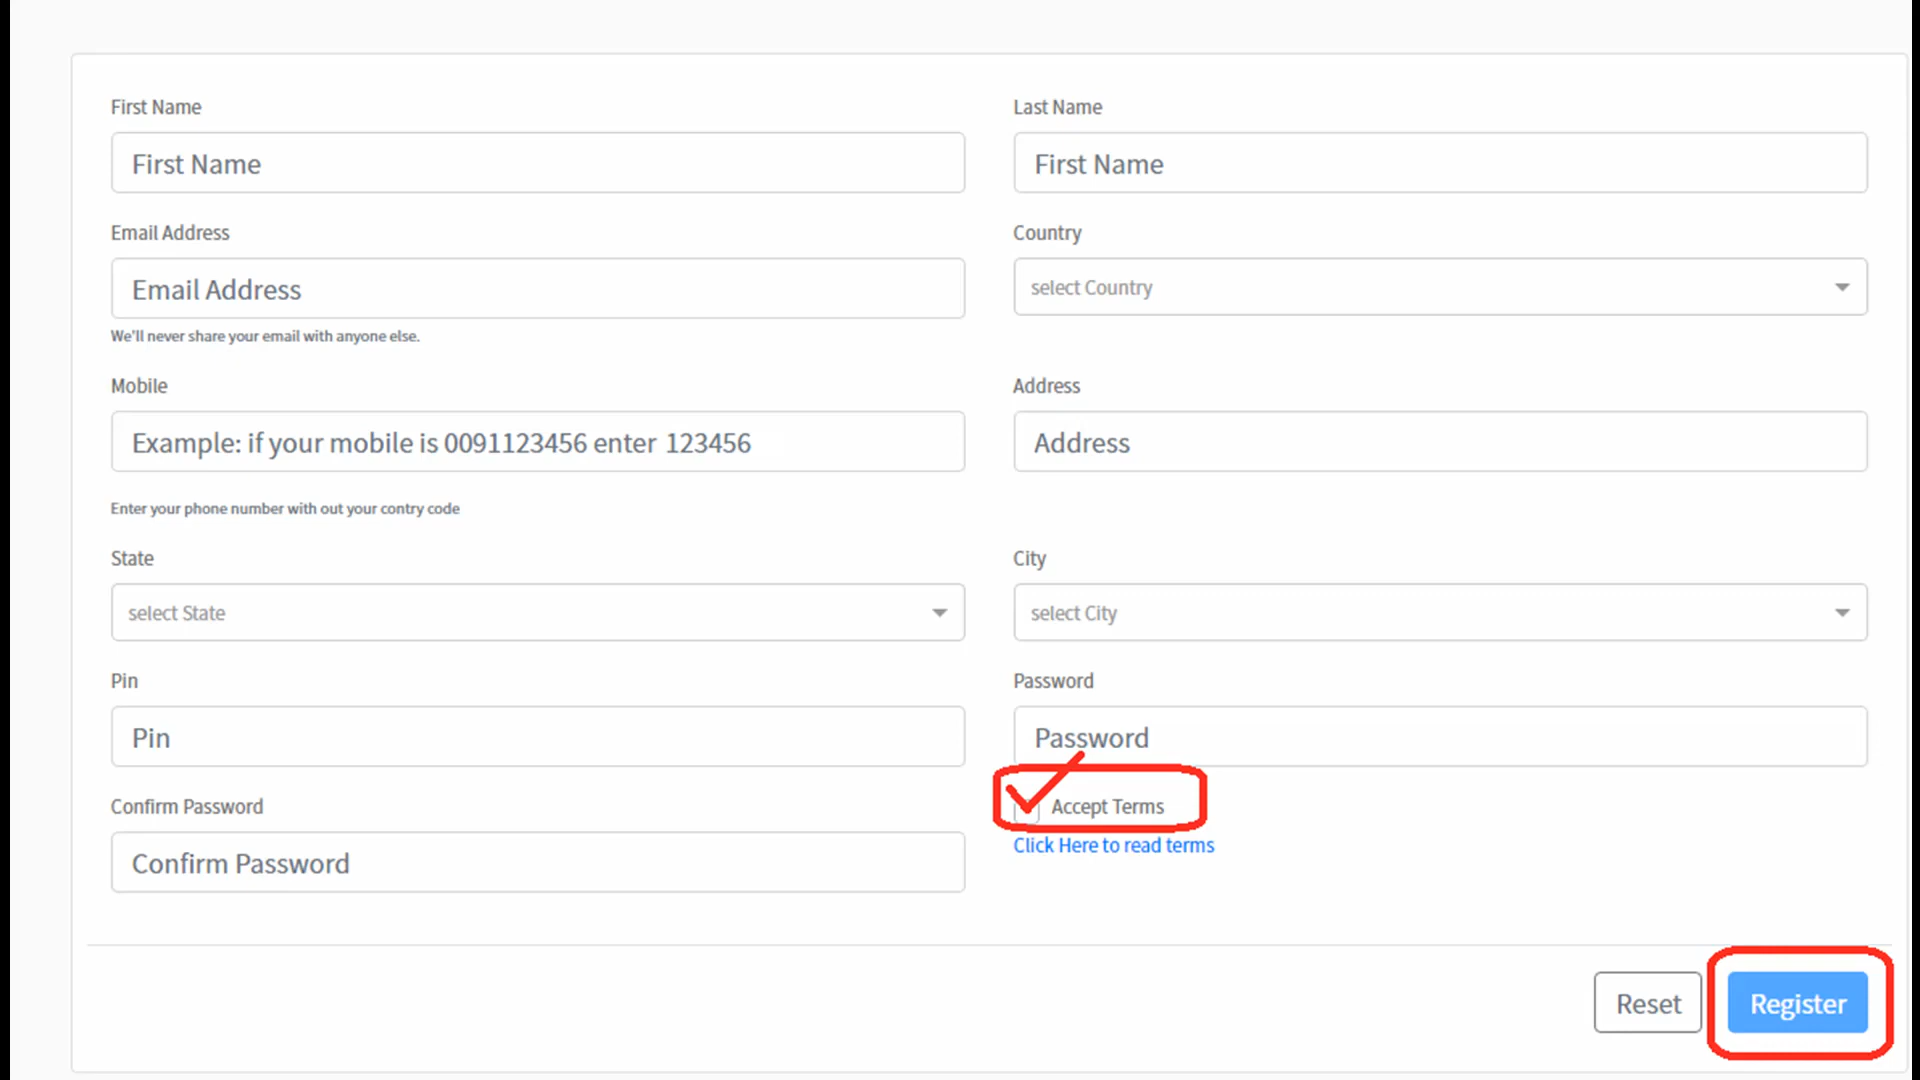 First Name
Last Name
First Name
First Name
Email Address
Country
Email Address
select Country
We'll never share your email with anyone else.
Mobile
Address
Example: if your mobile is 0091123456 enter 123456
Address
Enter your phone number with out your contry code
State
City
select State
select City
Pin
Password
Pin
Password
Confirm Password
Accept Terms
Click Here to read terms
Confirm Password
Reset
Register